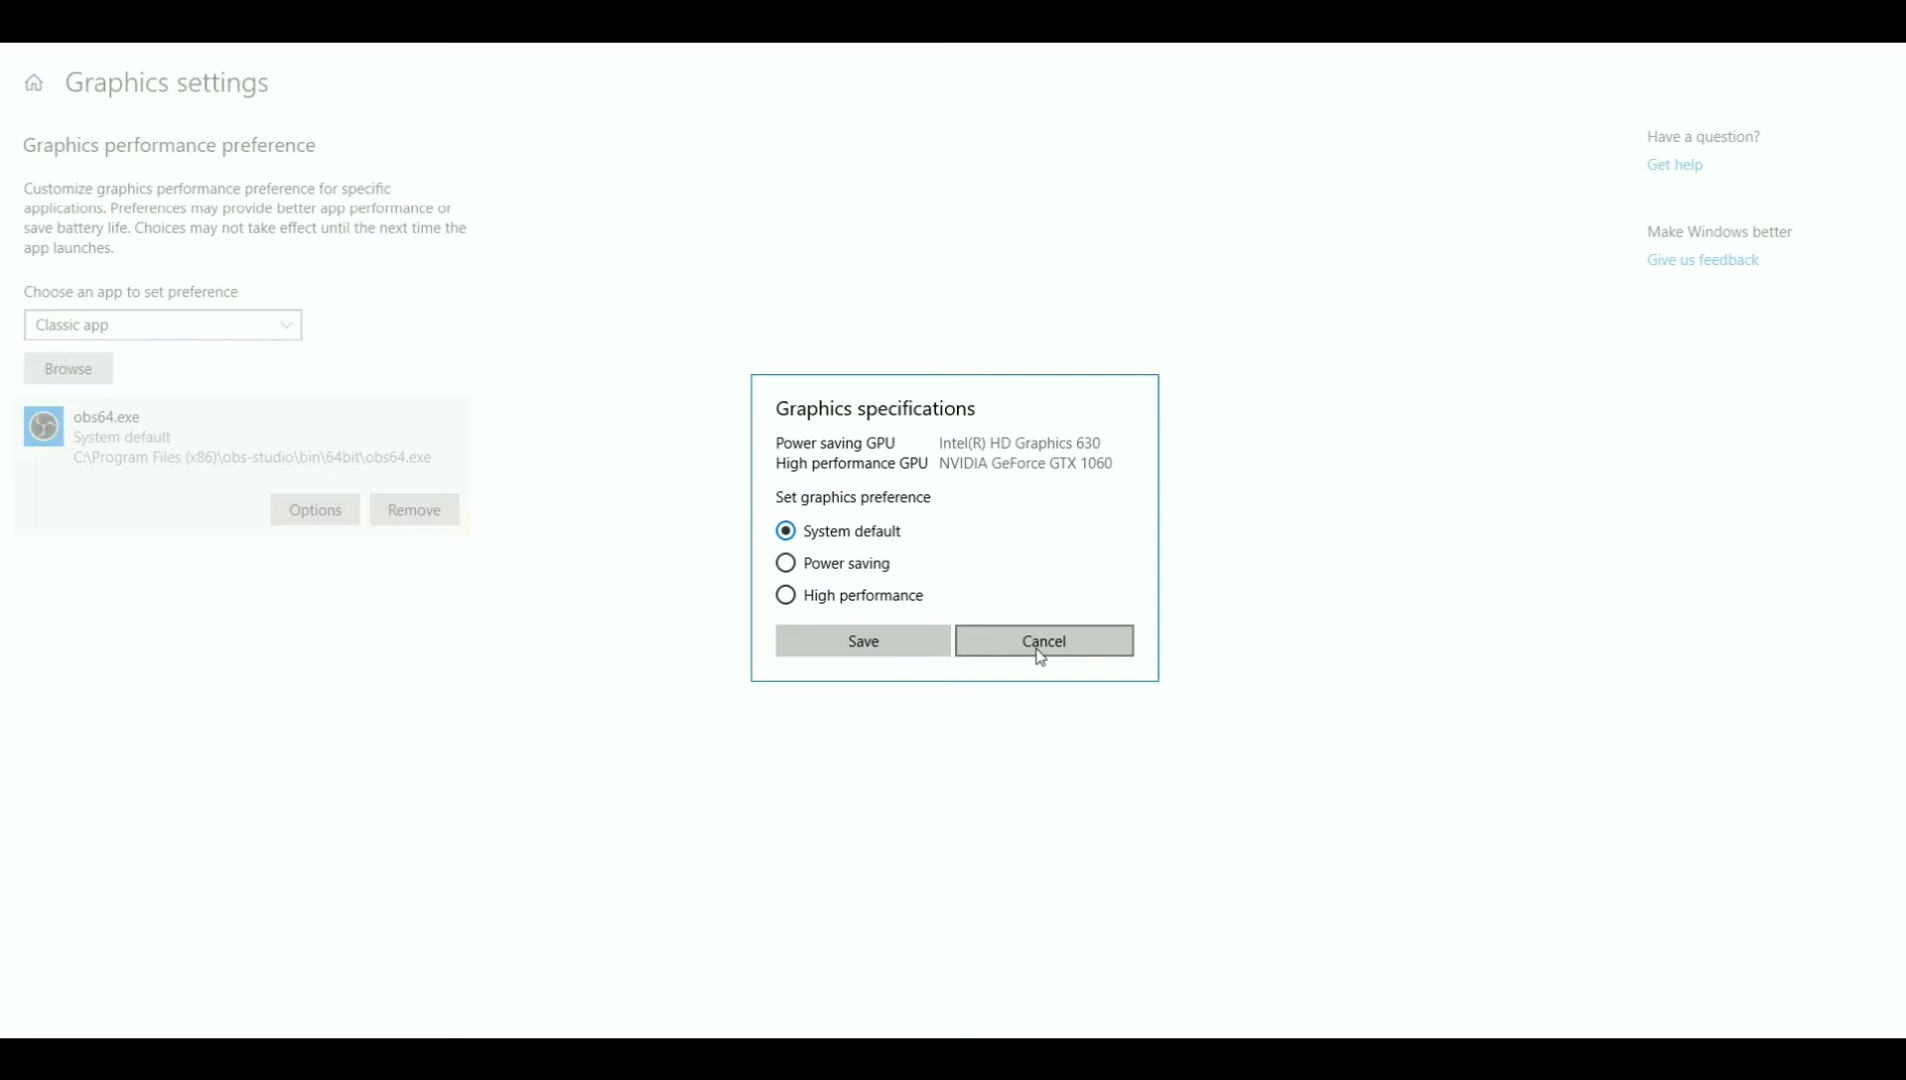 Graphics settings
Graphics performance preference
Customize graphics performance preference for specific
applications. Preferences may provide better app performance or
save battery life. Choices may not take effect until the next time the
app launches.
Choose an app to set preference
Classic app
Browse
obs64.exe
System default
C:\Program Files (x86)\obs-studio\bin\64bit\obs64.exe
Options Remove
Graphics specifications
Power saving GPU Intel(R) HD Graphics 630
High performance GPU NVIDIA GeForce GTX 1060
Set graphics preference
System default
Power saving
High performance
Save Cancel
Have a question?
Get help
Make Windows better
Give us feedback